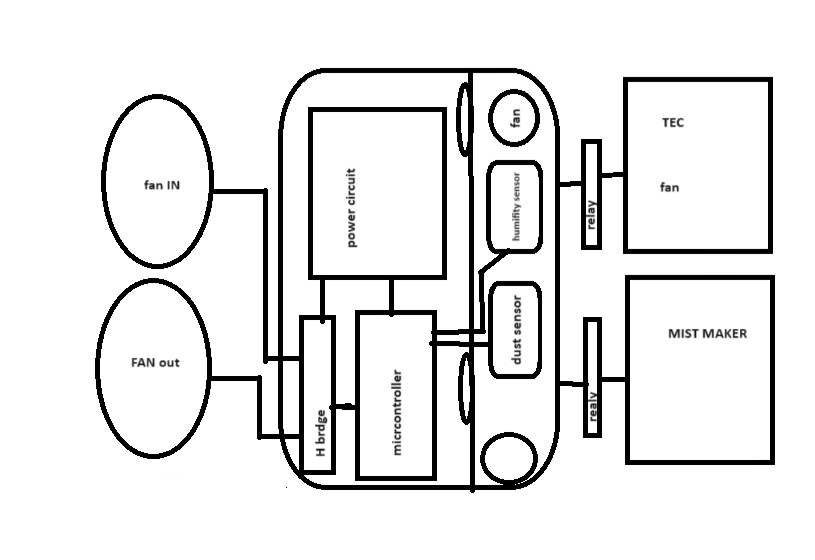 fan IN
FAN out
power circuit
H brdge
micrcontroller
fan
humifity sensor
dust sensor
relay
realy
TEC
fan
MIST MAKER